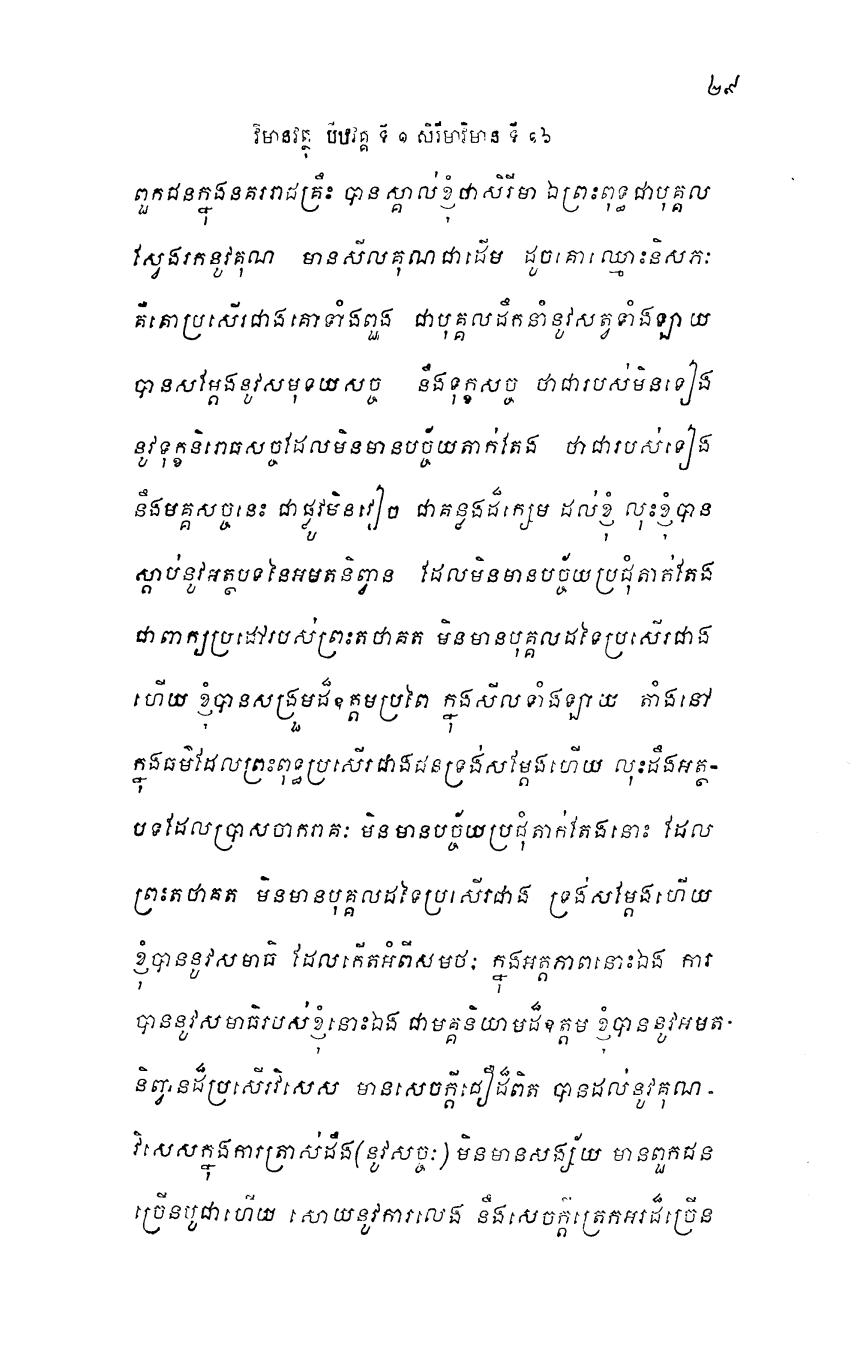 ២៩
វិមានវត្ថុ បីឋវគ្គ ទី ១ សិរីមាវិមាន ទី ១៦
ពួកជនក្នុងនគររាជគ្រឹះ បានស្គាល់ខ្ញុំថាសិរីមា ឯព្រះពុទ្ធជាបុគ្គល
ស្វែងរកនូវគុណ មានសីលគុណជាដើម ដូចគោឈ្មោះនិសភៈ
គឺគោប្រសើរជាងគោទាំងពួង ជាបុគ្គលដឹកនាំនូវសត្វទាំងឡាយ
បានសម្ដែងនូវសមុទយសច្ច នឹងទុក្ខសច្ច ថាជារបស់មិនទៀង
នូវទុក្ខនិរោធសច្ចដែលមិនមានបច្ច័យតាក់តែង ថាជារបស់ទៀង
នឹងមគ្គសច្ចនេះ ជាផ្លូវមិនវៀច ជាគន្លងដ៏ក្សេម ដល់ខ្ញុំ លុះខ្ញុំបាន
ស្ដាប់នូវអត្ថបទនៃអមតនិព្វាន ដែលមិនមានបច្ច័យប្រជុំតាក់តែង
ជាពាក្យប្រដៅរបស់ព្រះតថាគត មិនមានបុគ្គលដទៃប្រសើរជាង
ហើយ ខ្ញុំបានសង្រួមដ៏ឧត្ដមប្រពៃ ក្នុងសីលទាំងឡាយ តាំងនៅ
ក្នុងធម៌ដែលព្រះពុទ្ធប្រសើរជាងជនទ្រង់សម្ដែងហើយ លុះដឹងអត្ថ-
បទដែលប្រាសចាករាគៈ មិនមានបច្ច័យប្រជុំតាក់តែងនោះ ដែល
ព្រះតថាគត មិនមានបុគ្គលដទៃប្រសើរជាង ទ្រង់សម្ដែងហើយ
ខ្ញុំបាននូវសមាធិ ដែលកើតអំពីសមថៈ ក្នុងអត្តភាពនោះឯង ការ
បាននូវសមាធិរបស់ខ្ញុំនោះឯង ជាមគ្គនិយាមដ៏ឧត្ដម ខ្ញុំបាននូវអមត-
និព្វានដ៏ប្រសើរវិសេស មានសេចក្ដីជឿដ៏ពិត បានដល់នូវគុណ-
វិសេសក្នុងការត្រាស់ដឹង(នូវសច្ចៈ) មិនមានសង្ស័យ មានពួកជន
ច្រើនបូជាហើយ សោយនូវការលេង នឹងសេចក្ដីត្រេកអរដ៏ច្រើន